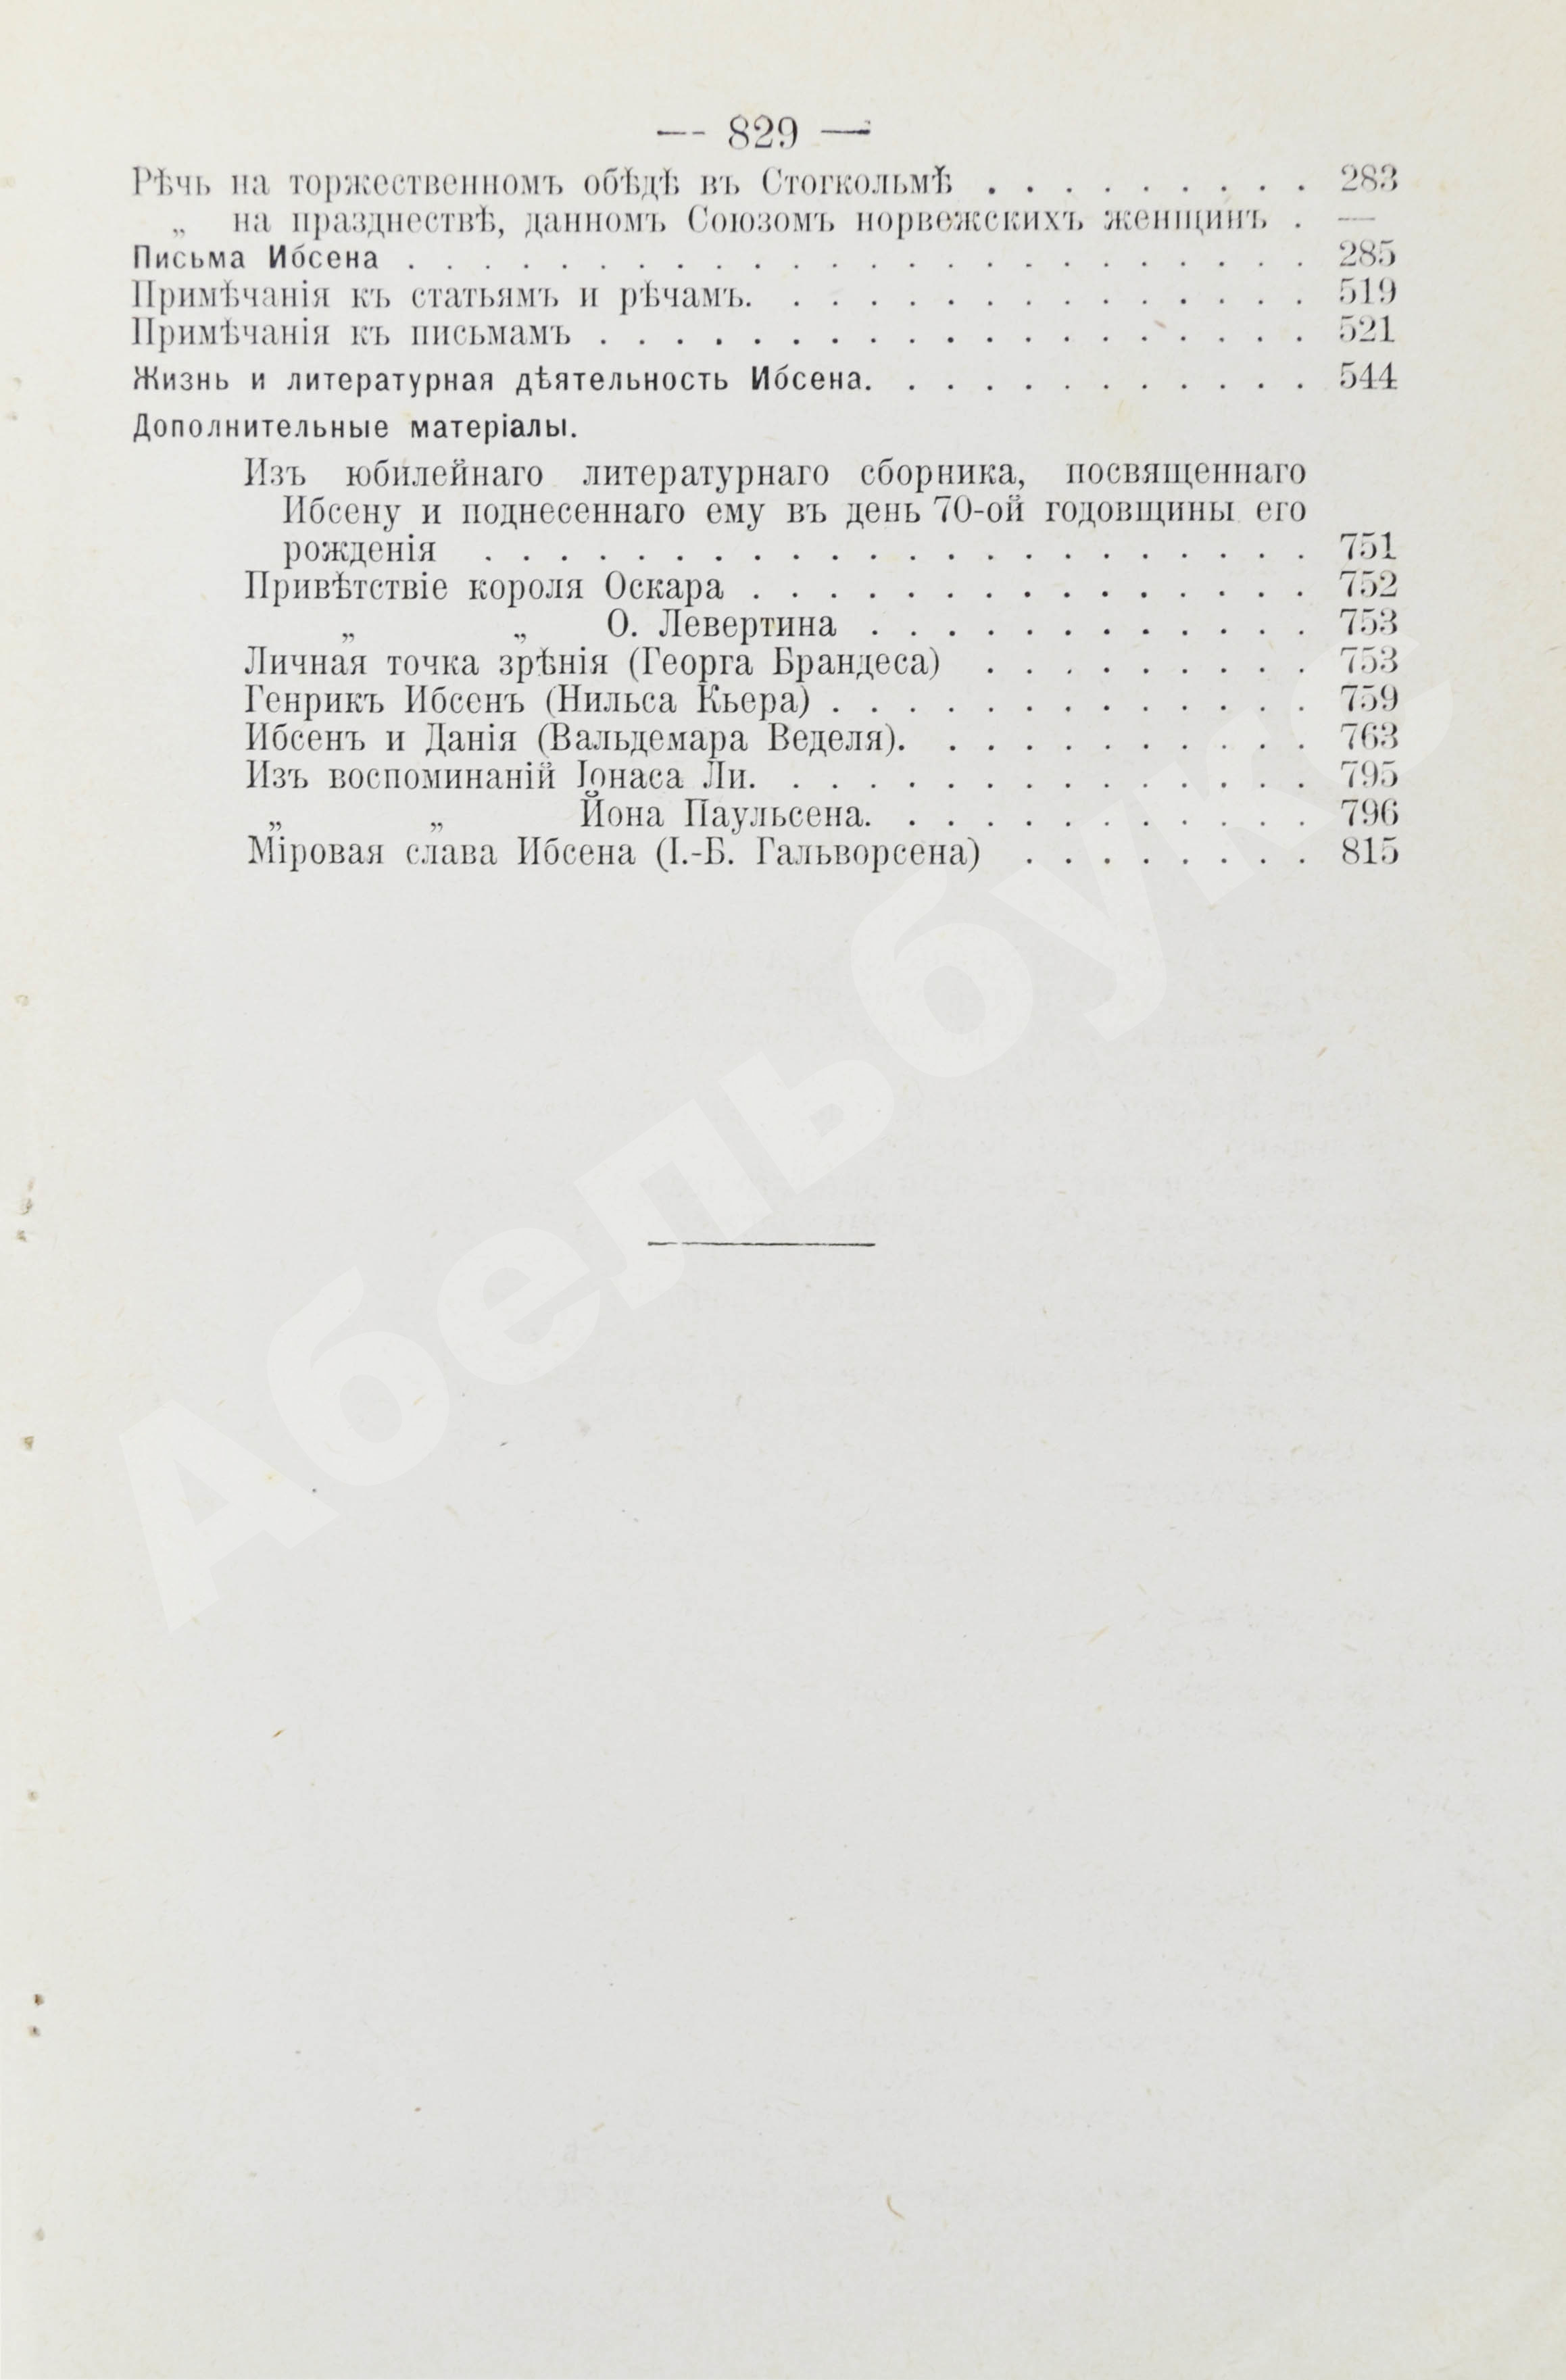 — 829 —
Рѣчь на торжественномъ обѣдѣ въ Стогкольмѣ . . . . . . . . . 283
„ на празднествѣ, данномъ Союзомъ норвежскихъ женщинъ . —
Письма Ибсена . . . . . . . . . . . . . . . . . . . . . . . . 285
Примѣчанія къ статьямъ и рѣчамъ. . . . . . . . . . . . . . . 519
Примѣчанія къ письмамъ . . . . . . . . . . . . . . . . . . . 521
Жизнь и литературная дѣятельность Ибсена. . . . . . . . . . . . 544
Дополнительные матеріалы.
Изъ юбилейнаго литературнаго сборника, посвященнаго
Ибсену и поднесеннаго ему въ день 70-ой годовщины его
рожденія . . . . . . . . . . . . . . . . . . . . . . 751
Привѣтствіе короля Оскара . . . . . . . . . . . . . . . 752
„ „ О. Левертина . . . . . . . . . . . . 753
Личная точка зрѣнія (Георга Брандеса) . . . . . . . . . 753
Генрикъ Ибсенъ (Нильса Кьера) . . . . . . . . . . . . . 759
Ибсенъ и Данія (Вальдемара Веделя). . . . . . . . . . . 763
Изъ воспоминаній Іонаса Ли. . . . . . . . . . . . . . . 795
„ „ Йона Паульсена. . . . . . . . . . . . 796
Міровая слава Ибсена (І.-Б. Гальворсена) . . . . . . . . 815
Абельбукс